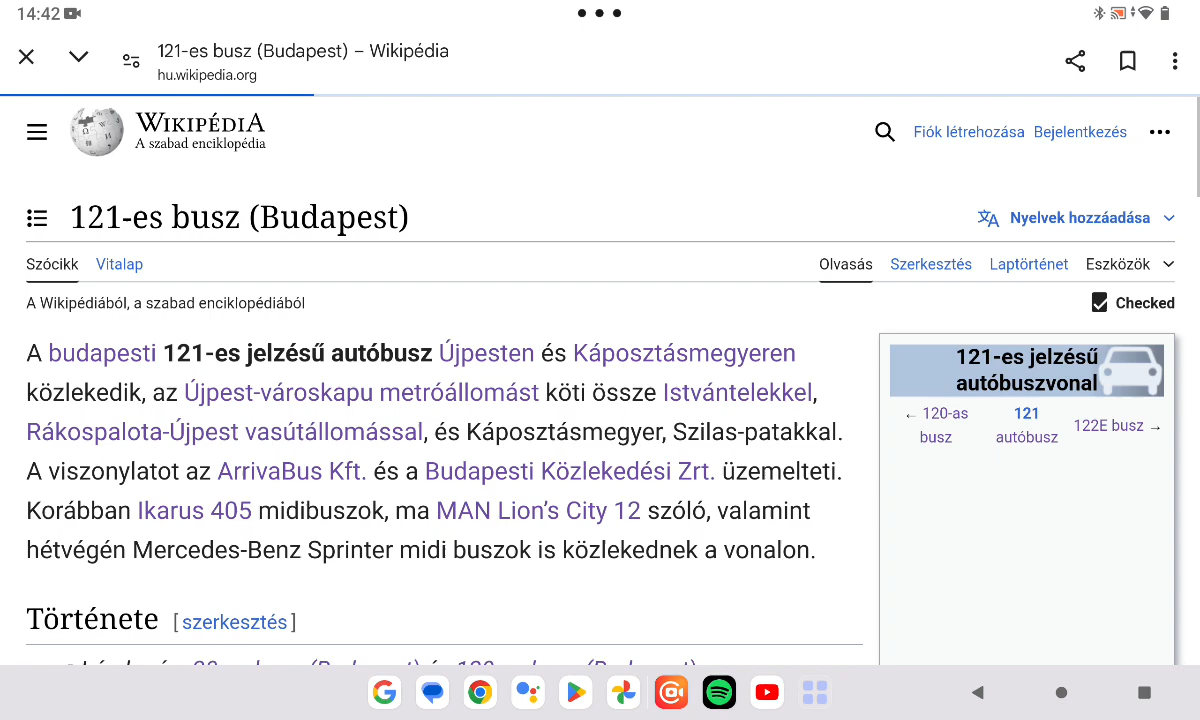 14:42
121-es busz (Budapest) – Wikipédia
hu.wikipedia.org
WIKIPÉDIA
A szabad enciklopédia
Fiók létrehozása Bejelentkezés
121-es busz (Budapest)
Nyelvek hozzáadása
Szócikk Vitalap
Olvasás Szerkesztés Laptörténet Eszközök
A Wikipédiából, a szabad enciklopédiából
Checked
A budapesti 121-es jelzésű autóbusz Újpesten és Káposztásmegyeren
közlekedik, az Újpest-városkapu metróállomást köti össze Istvántelekkel,
Rákospalota-Újpest vasútállomással, és Káposztásmegyer, Szilas-patakkal.
A viszonylatot az ArrivaBus Kft. és a Budapesti Közlekedési Zrt. üzemelteti.
Korábban Ikarus 405 midibuszok, ma MAN Lion’s City 12 szóló, valamint
hétvégén Mercedes-Benz Sprinter midi buszok is közlekednek a vonalon.
121-es jelzésű
autóbuszvonal
← 120-as
busz
121
autóbusz
122E busz →
Története [szerkesztés]